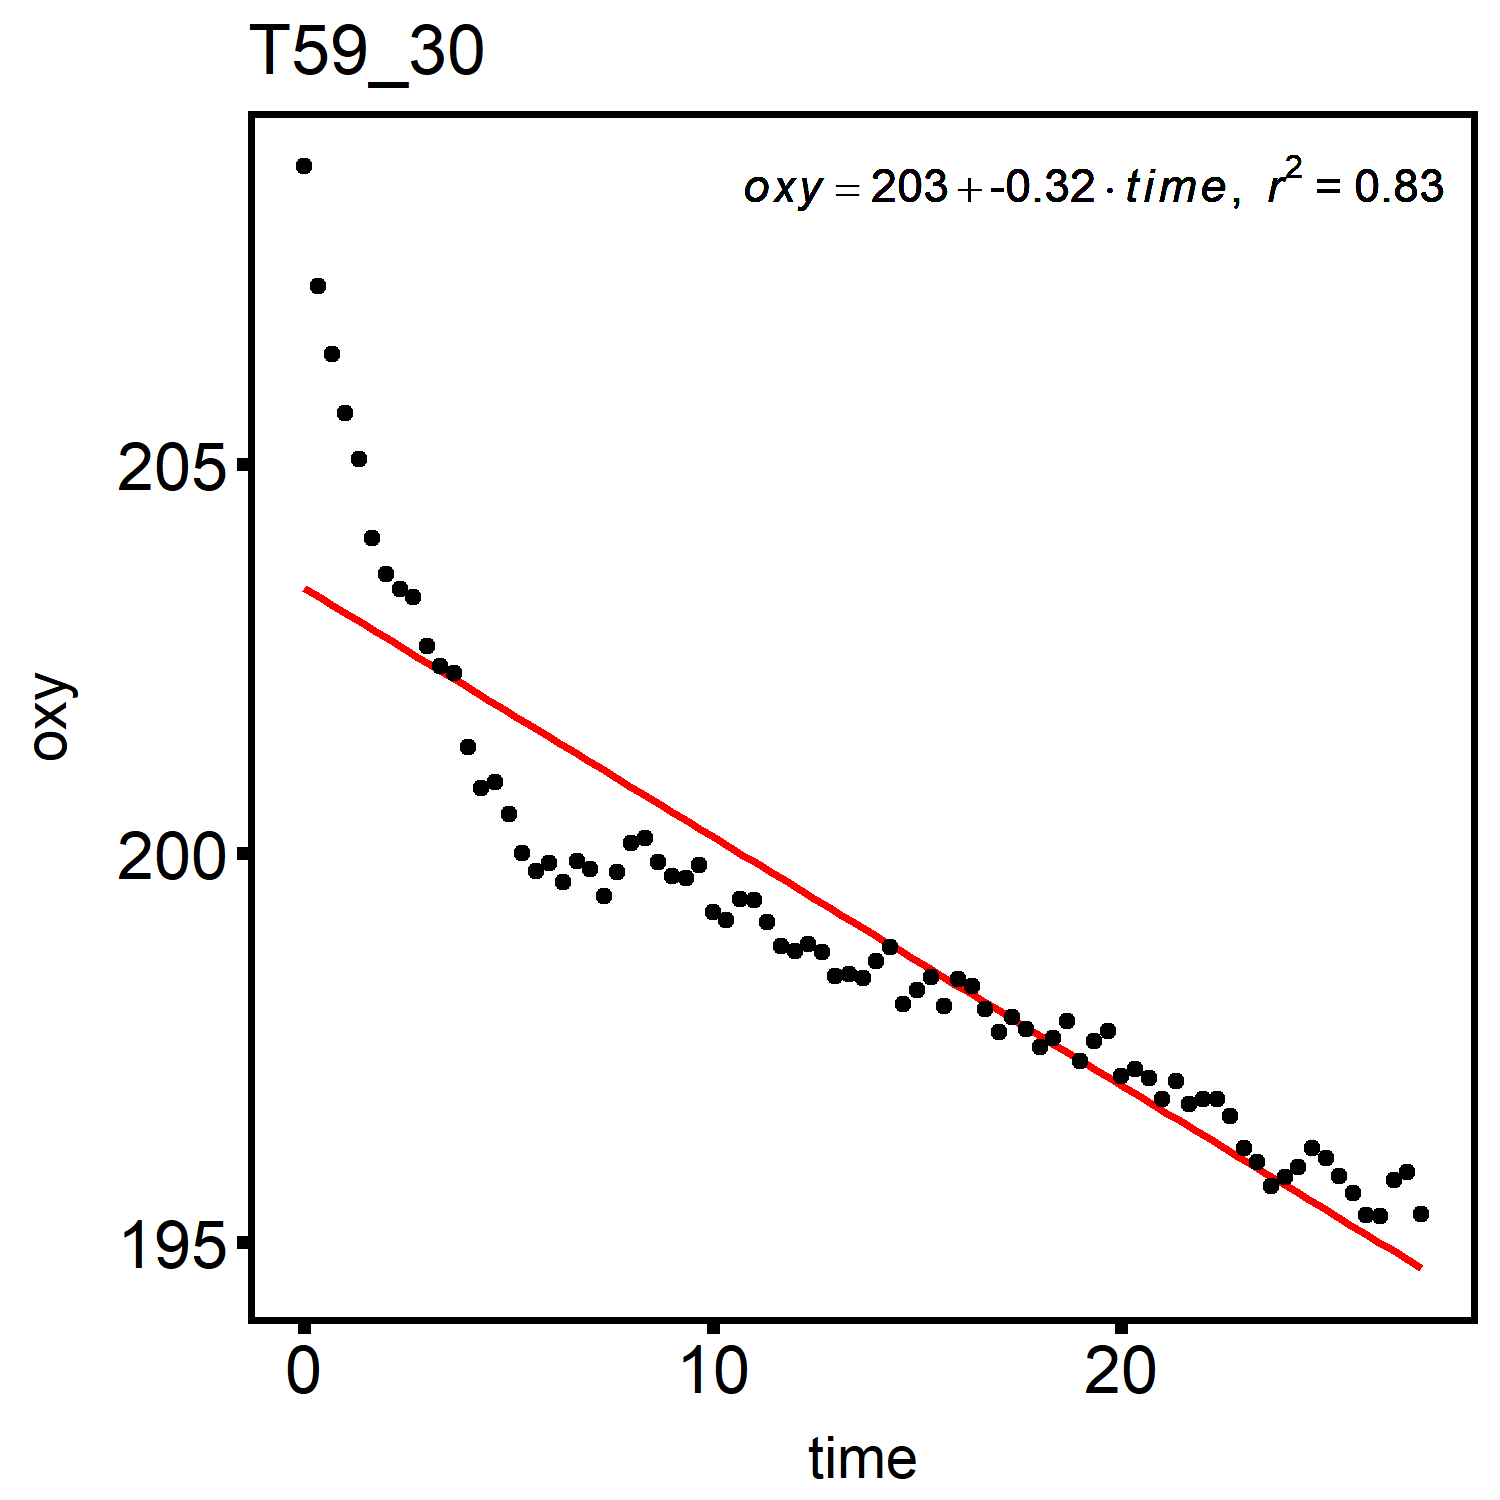 T59_30
oxy = 203 + -0.32 · time, r² = 0.83
205
200
195
oxy
0 10 20
time